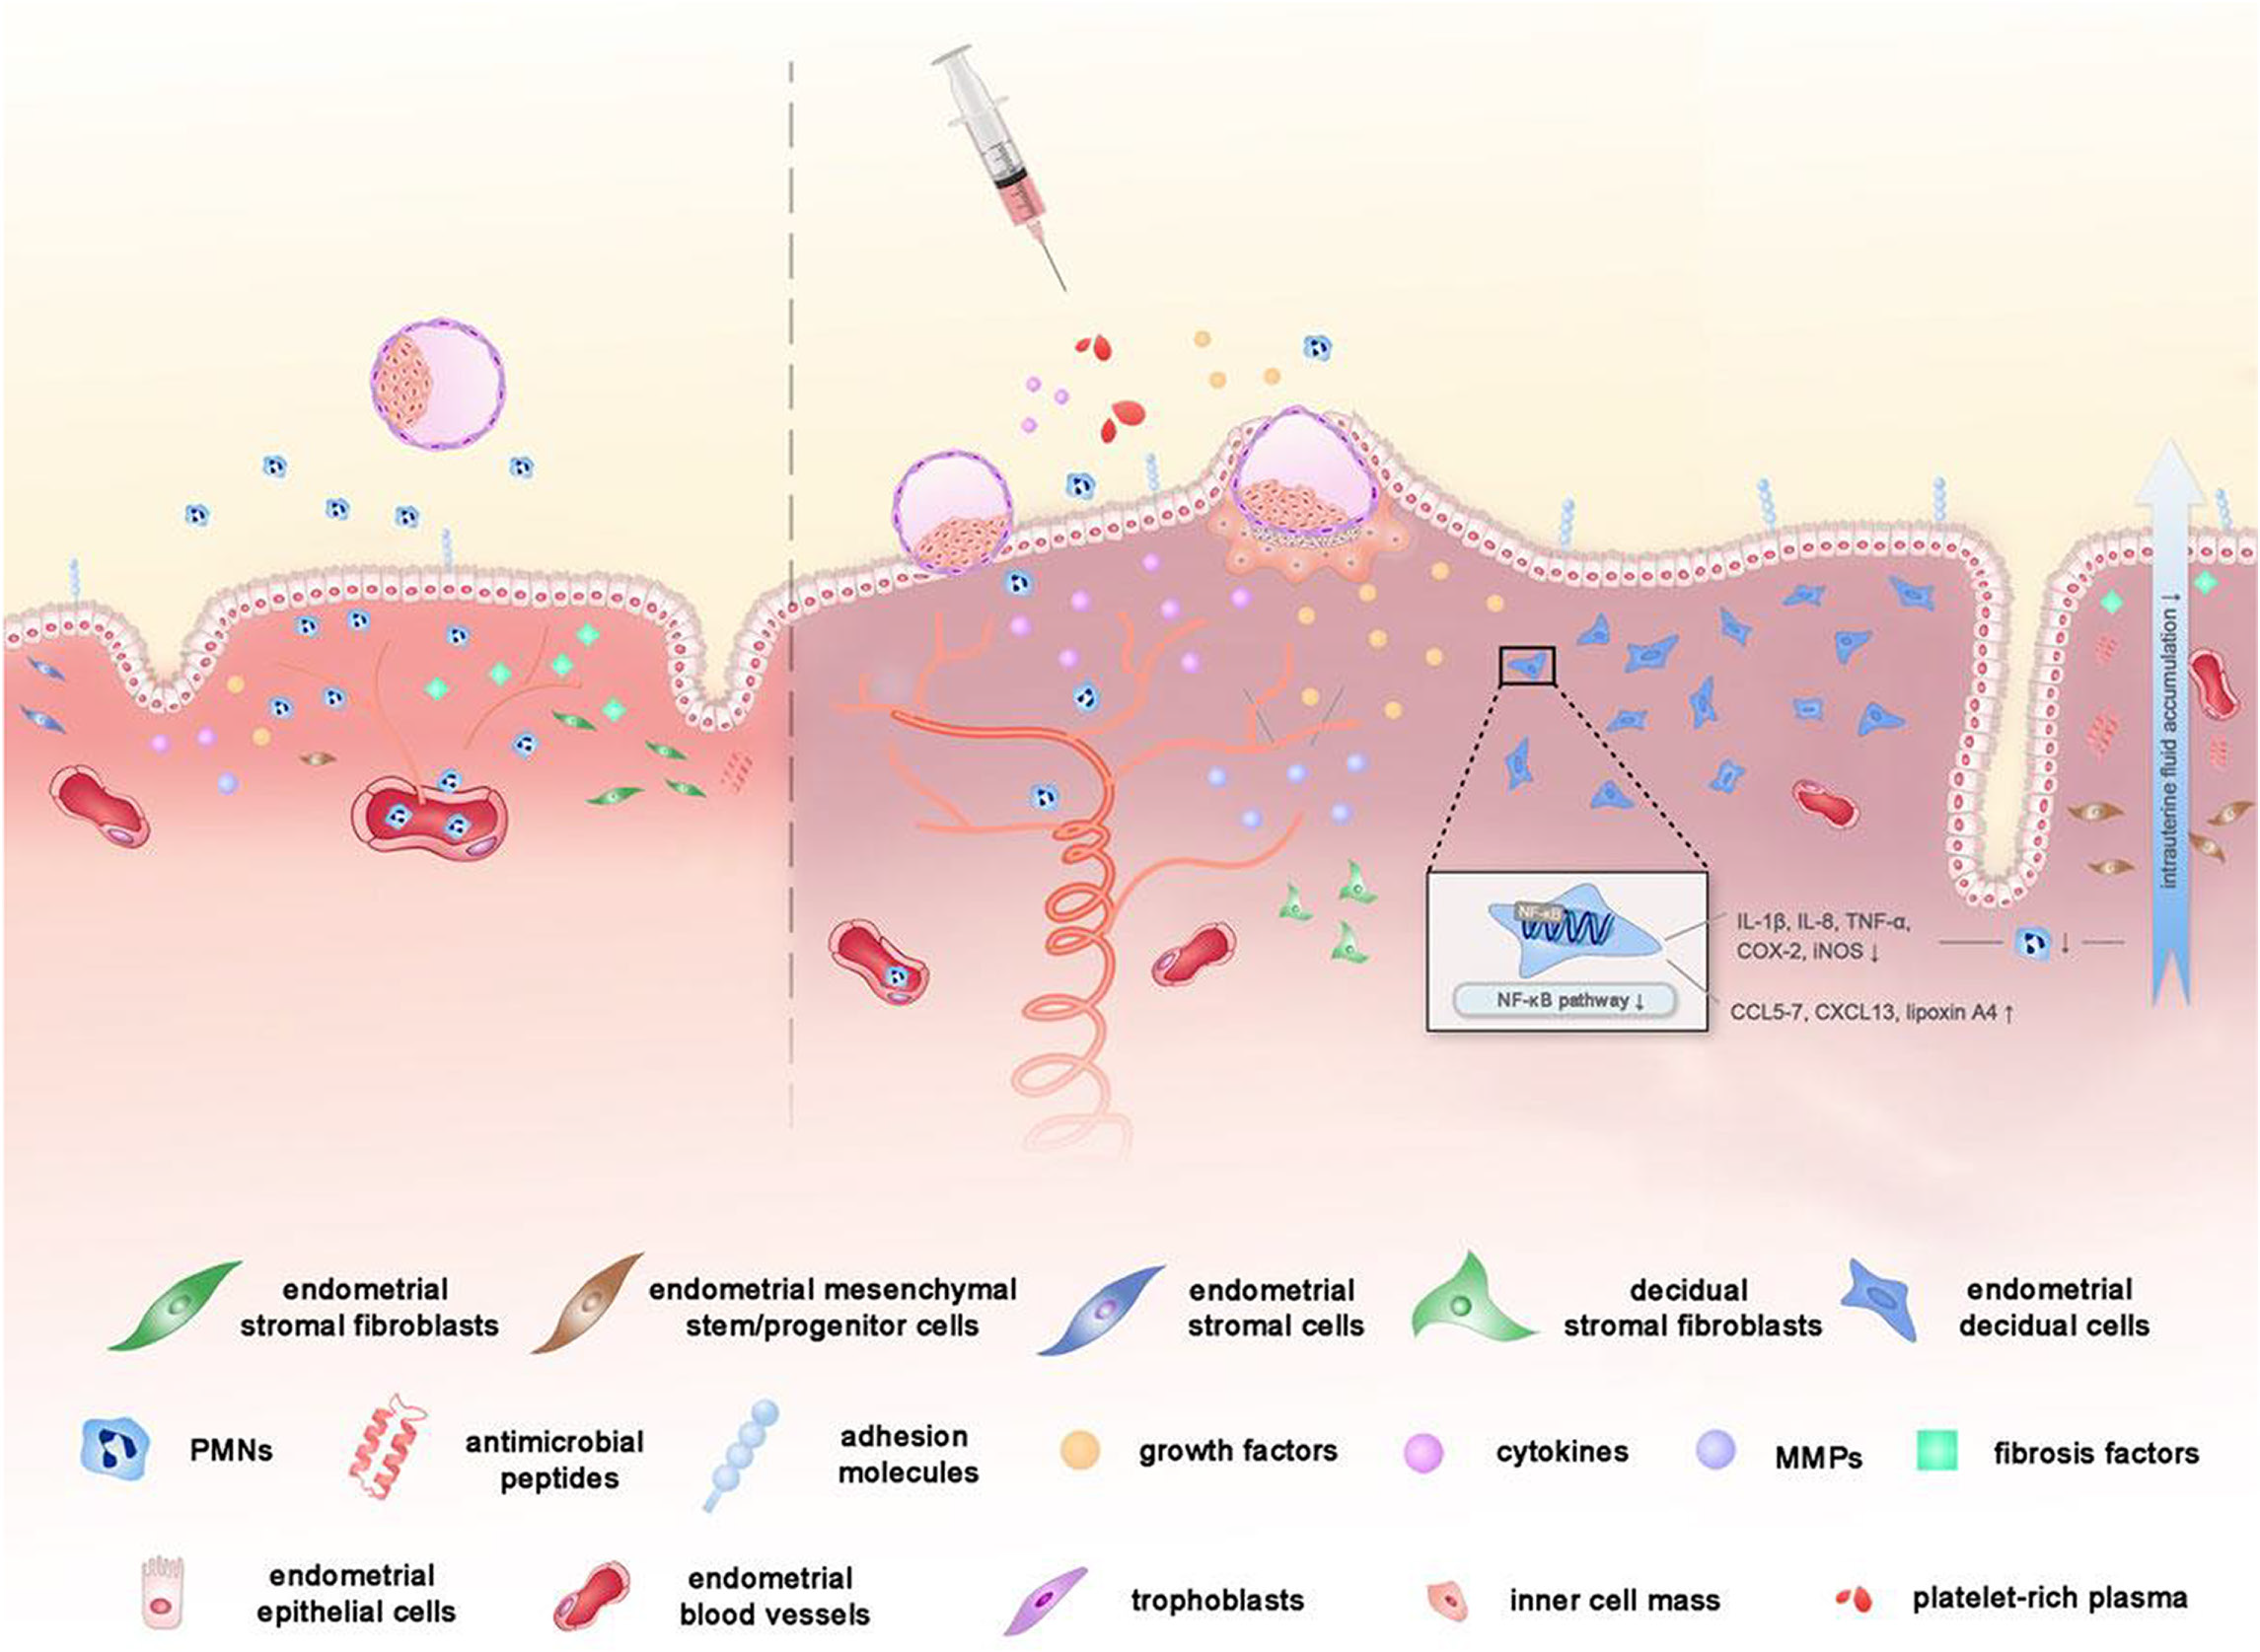 intrauterine fluid accumulation ↓
NF-κB
NF-κB pathway ↓
IL-1β, IL-8, TNF-α,
COX-2, iNOS ↓
↓
CCL5-7, CXCL13, lipoxin A4 ↑
endometrial
stromal fibroblasts
endometrial mesenchymal
stem/progenitor cells
endometrial
stromal cells
decidual
stromal fibroblasts
endometrial
decidual cells
PMNs
antimicrobial
peptides
adhesion
molecules
growth factors
cytokines
MMPs
fibrosis factors
endometrial
epithelial cells
endometrial
blood vessels
trophoblasts
inner cell mass
platelet-rich plasma